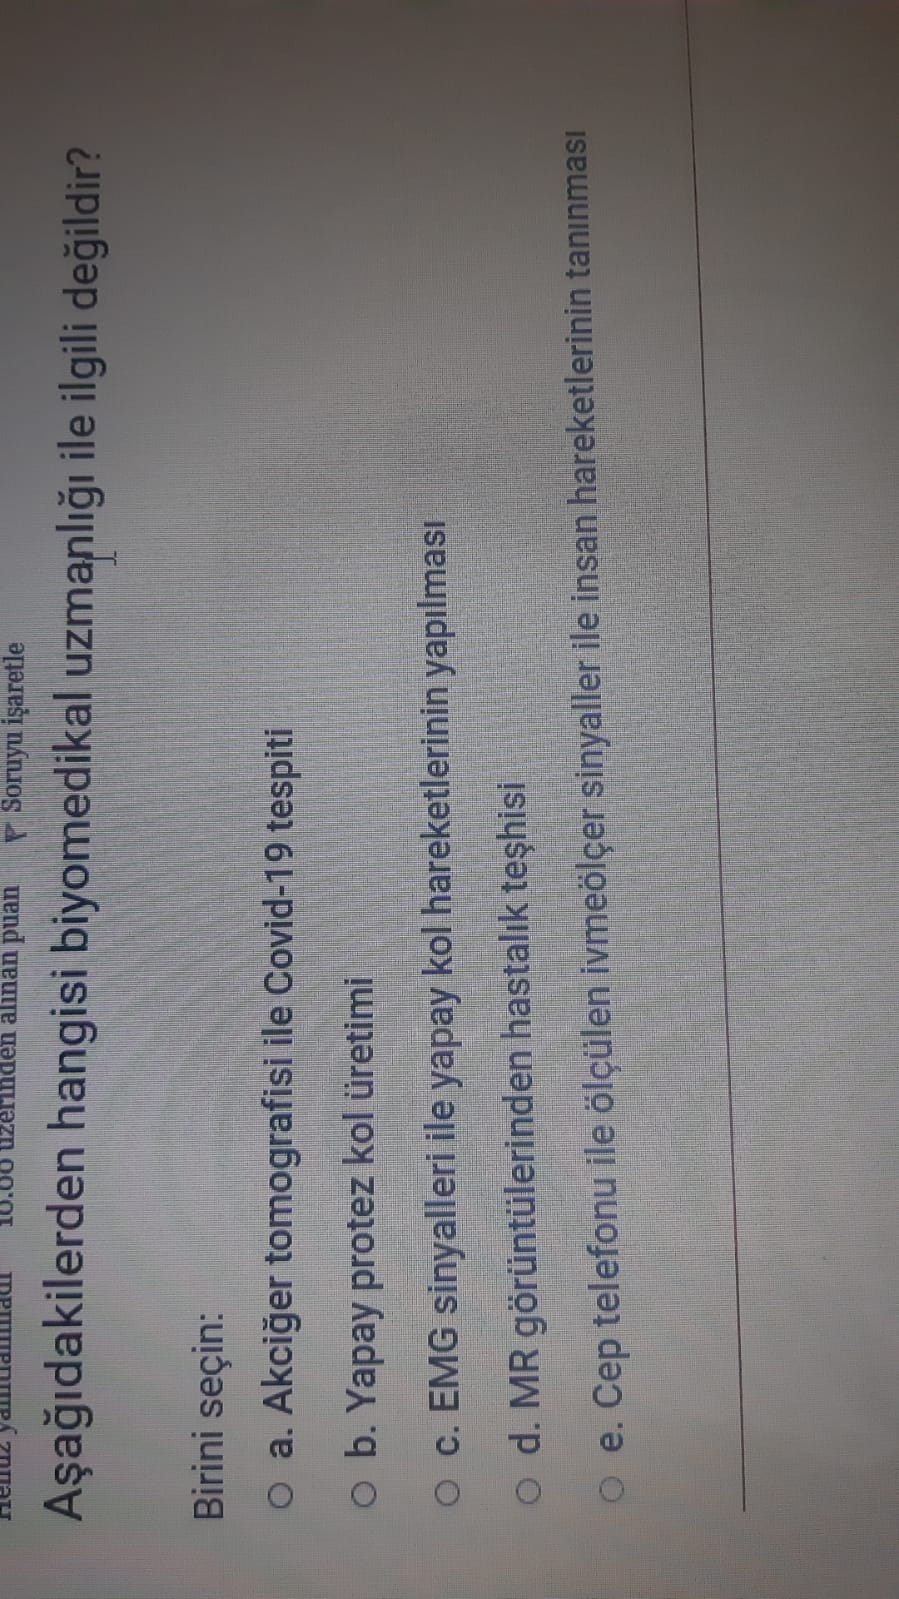 Henüz yanıtlanmadı 10.00 üzerinden alınan puan Soruyu işaretle
Aşağıdakilerden hangisi biyomedikal uzmanlığı ile ilgili değildir?
Birini seçin:
a. Akciğer tomografisi ile Covid-19 tespiti
b. Yapay protez kol üretimi
c. EMG sinyalleri ile yapay kol hareketlerinin yapılması
d. MR görüntülerinden hastalık teşhisi
e. Cep telefonu ile ölçülen ivmeölçer sinyaller ile insan hareketlerinin tanınması